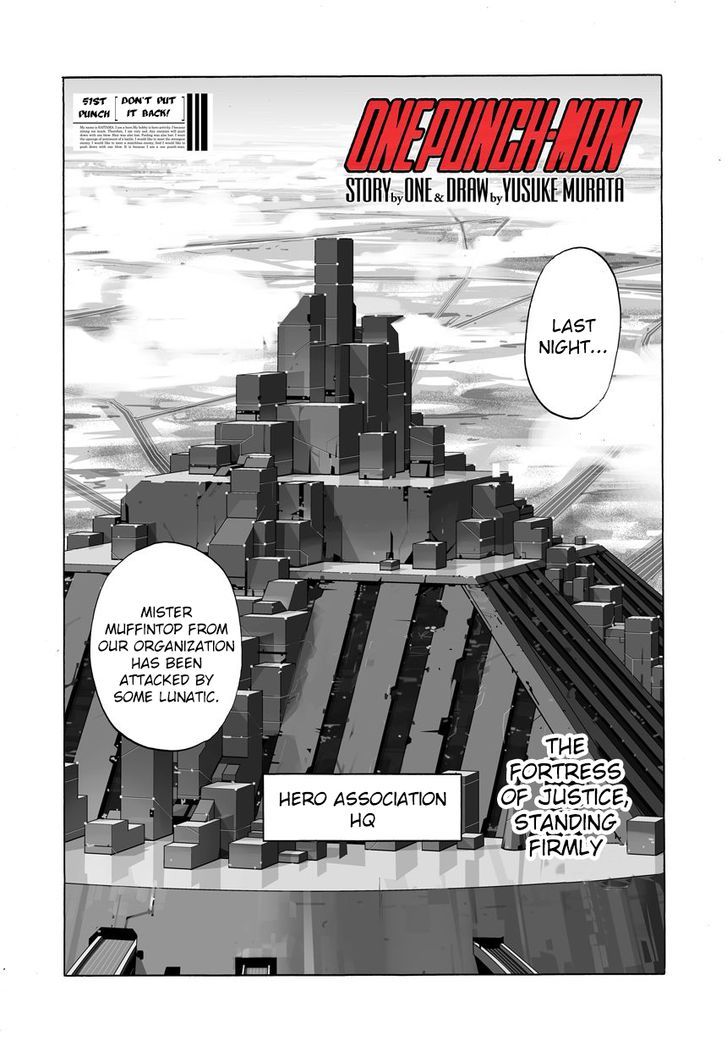 51ST
PUNCH
[DON'T PUT
IT BACK!]
ONEPUNCH-MAN
STORY by ONE & DRAW by YUSUKE MURATA
LAST
NIGHT...
MISTER
MUFFINTOP FROM
OUR ORGANIZATION
HAS BEEN
ATTACKED BY
SOME LUNATIC.
THE
FORTRESS
OF JUSTICE,
STANDING
FIRMLY
HERO ASSOCIATION
HQ